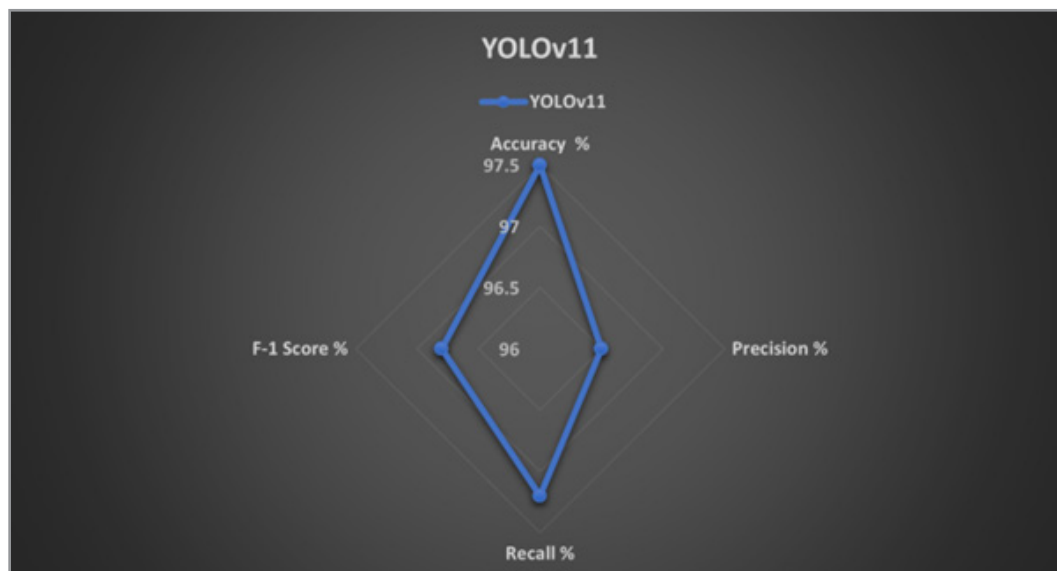 YOLOv11
YOLOv11
Accuracy %
97.5
97
96.5
F-1 Score %
96
Precision %
Recall %